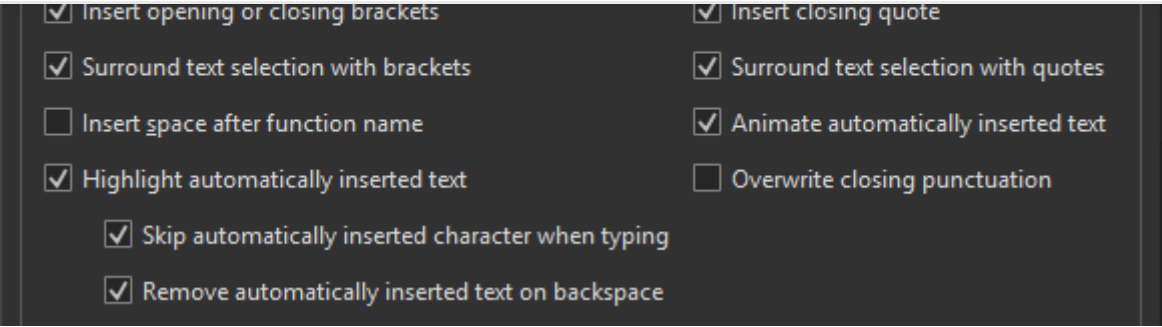 Insert opening or closing brackets
Insert closing quote
Surround text selection with brackets
Surround text selection with quotes
Insert space after function name
Animate automatically inserted text
Highlight automatically inserted text
Overwrite closing punctuation
Skip automatically inserted character when typing
Remove automatically inserted text on backspace